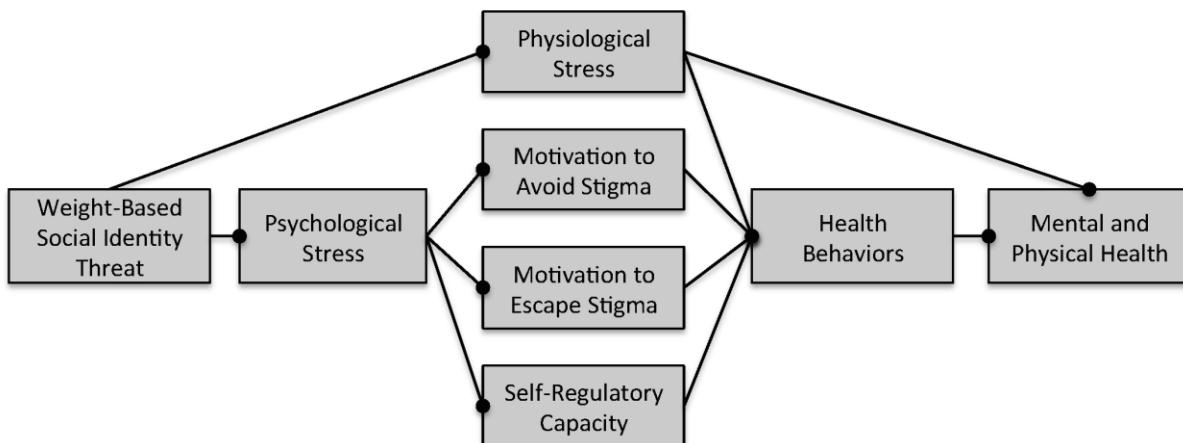 Physiological
Stress
Motivation to
Avoid Stigma
Weight-Based
Social Identity
Threat
Psychological
Stress
Health
Behaviors
Mental and
Physical Health
Motivation to
Escape Stigma
Self-Regulatory
Capacity